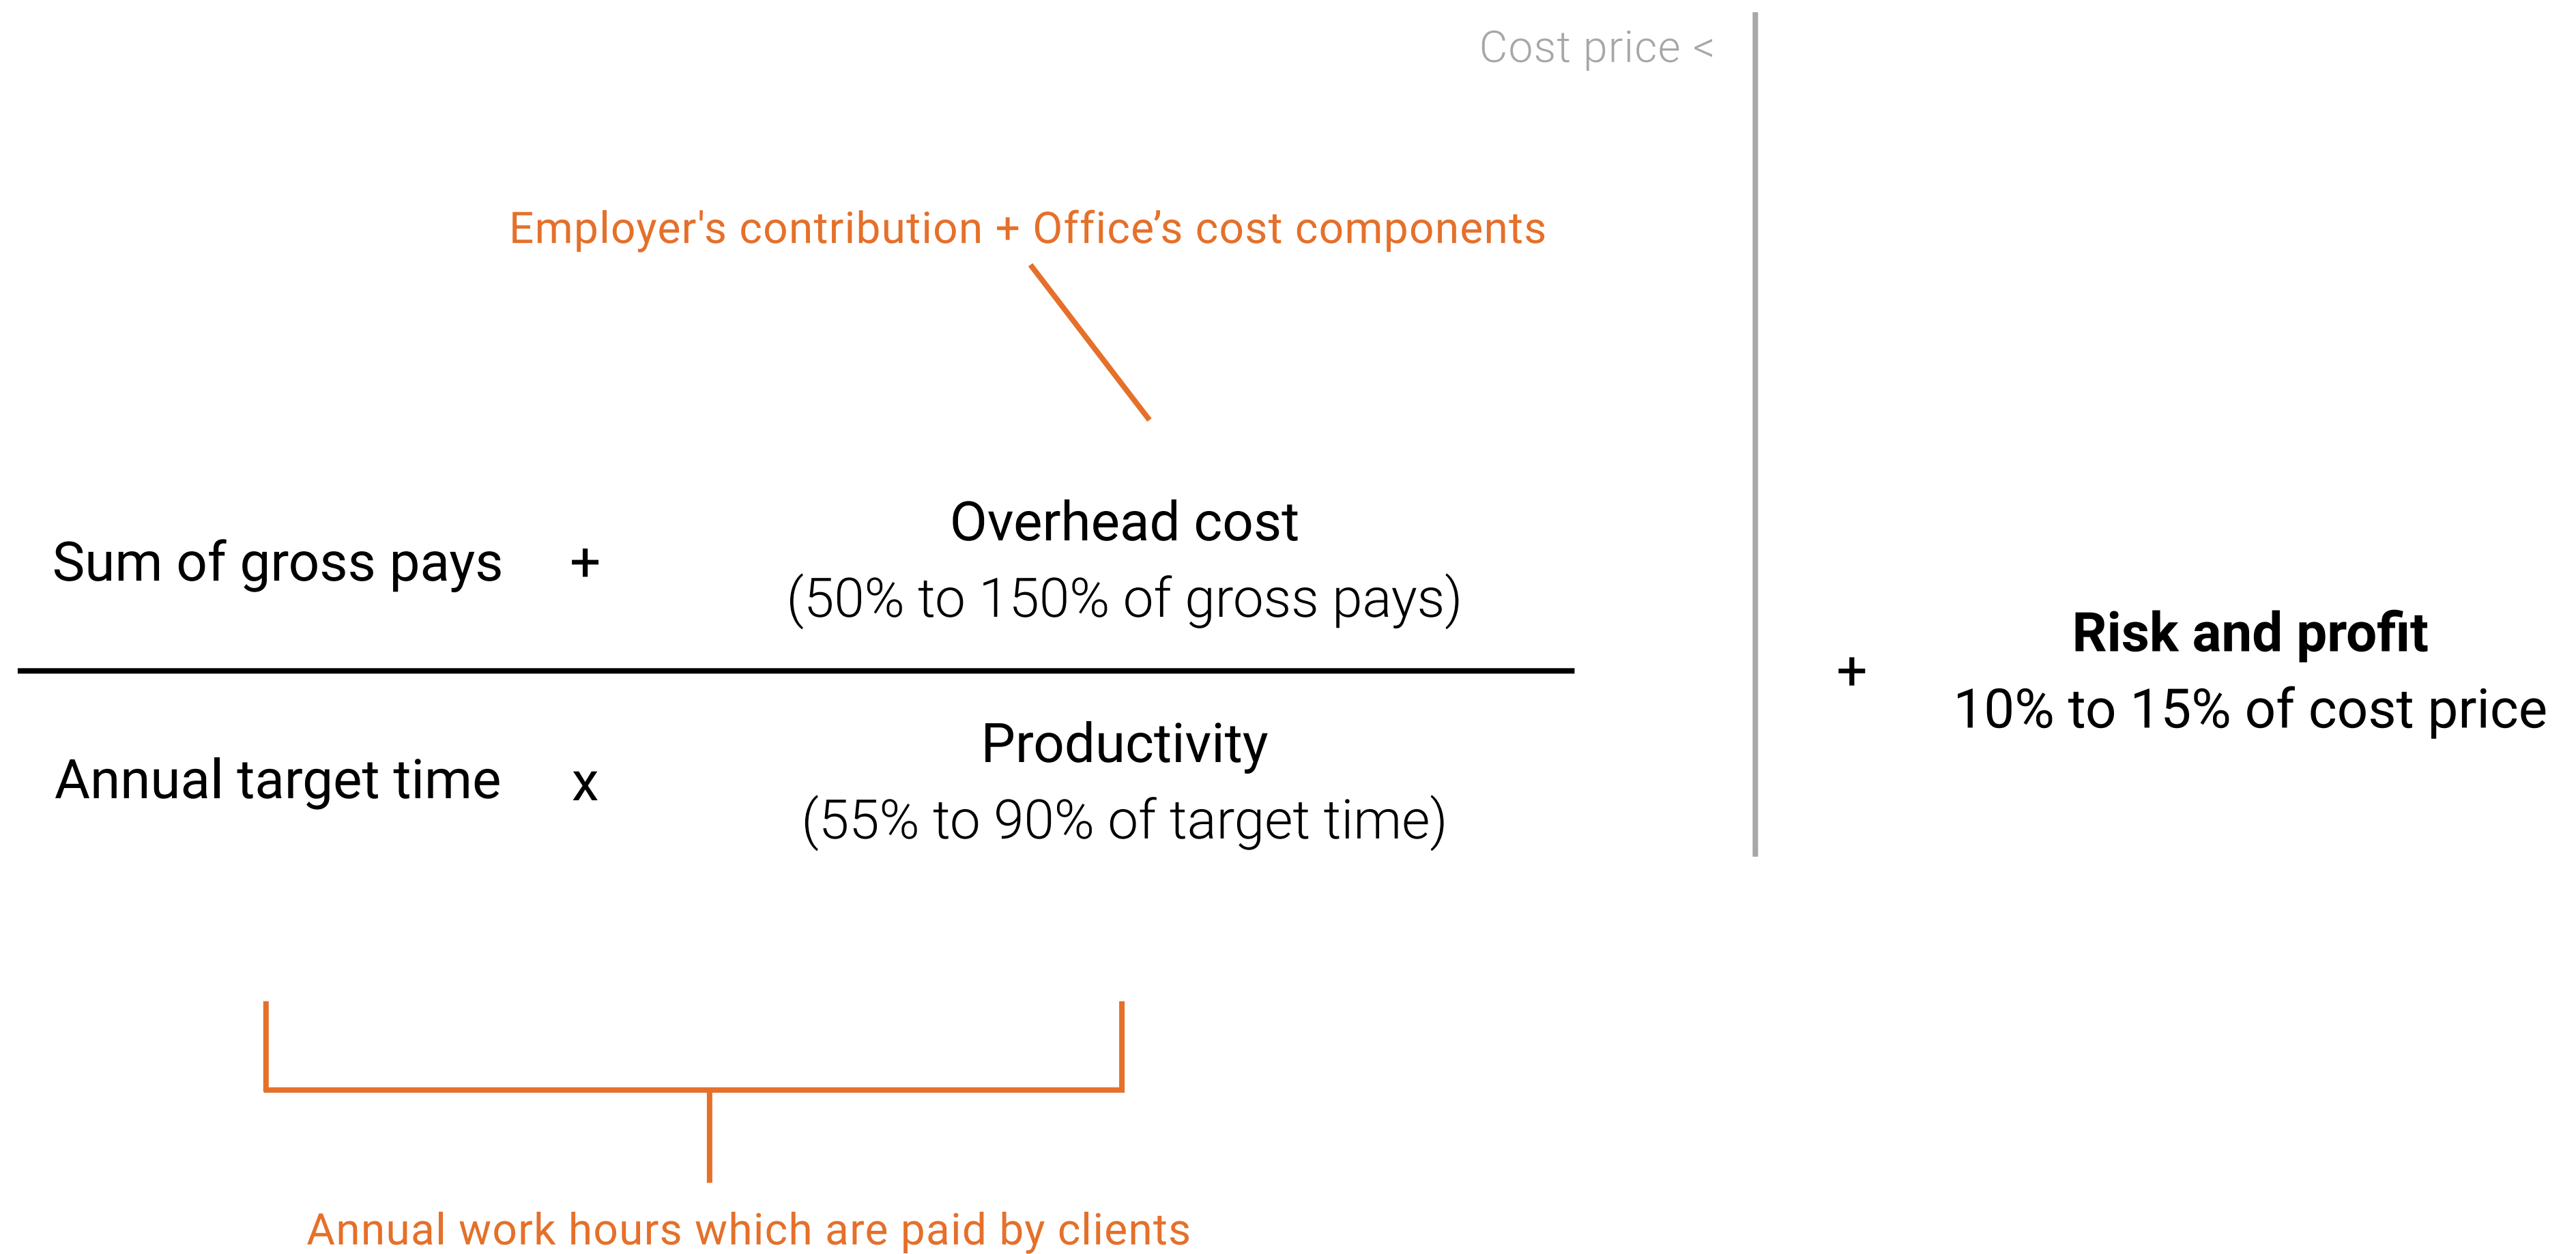 Cost price <
Employer's contribution + Office’s cost components
Sum of gross pays + Overhead cost
(50% to 150% of gross pays)
Annual target time x Productivity
(55% to 90% of target time)
+ Risk and profit
10% to 15% of cost price
Annual work hours which are paid by clients